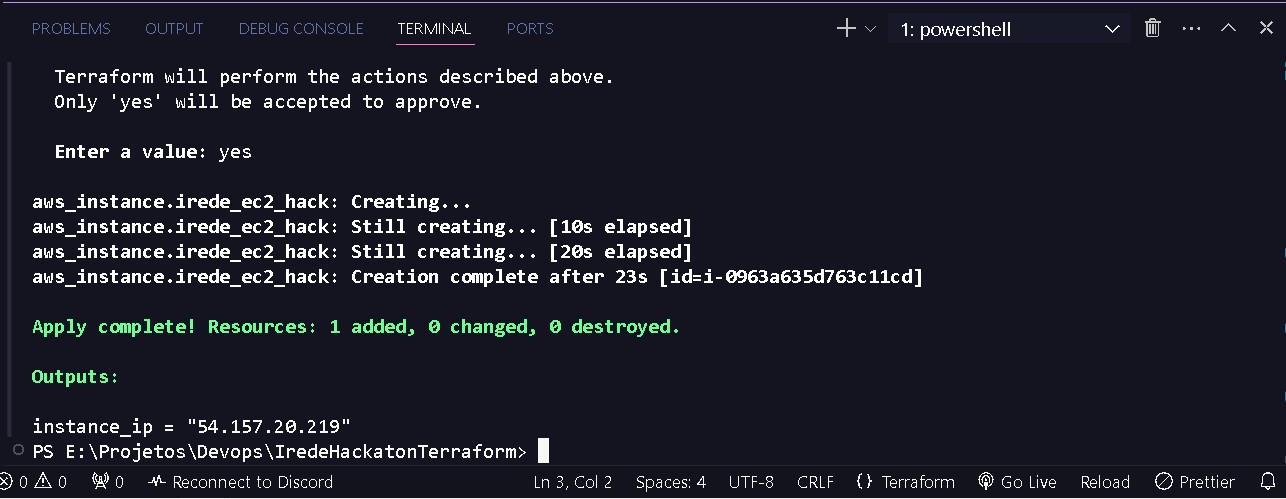 PROBLEMS OUTPUT DEBUG CONSOLE TERMINAL PORTS 1: powershell
Terraform will perform the actions described above.
Only 'yes' will be accepted to approve.
Enter a value: yes
aws_instance.irede_ec2_hack: Creating...
aws_instance.irede_ec2_hack: Still creating... [10s elapsed]
aws_instance.irede_ec2_hack: Still creating... [20s elapsed]
aws_instance.irede_ec2_hack: Creation complete after 23s [id=i-0963a635d763c11cd]
Apply complete! Resources: 1 added, 0 changed, 0 destroyed.
Outputs:
instance_ip = "54.157.20.219"
PS E:\Projetos\Devops\IredeHackatonTerraform>
0 0 0 Reconnect to Discord Ln 3, Col 2 Spaces: 4 UTF-8 CRLF {} Terraform Go Live Reload Prettier